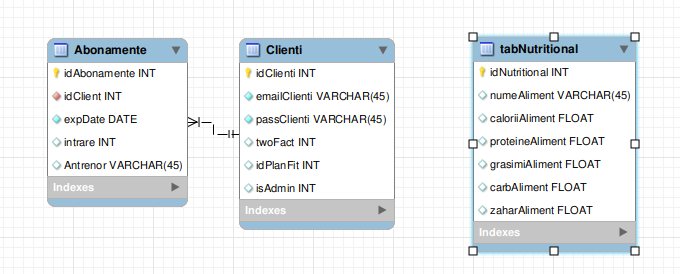 Abonamente
idAbonamente INT
idClient INT
expDate DATE
intrare INT
Antrenor VARCHAR(45)
Indexes
Clienti
idClienti INT
emailClienti VARCHAR(45)
passClienti VARCHAR(45)
twoFact INT
idPlanFit INT
isAdmin INT
Indexes
tabNutritional
idNutritional INT
numeAliment VARCHAR(45)
caloriiAliment FLOAT
proteineAliment FLOAT
grasimiAliment FLOAT
carbAliment FLOAT
zaharAliment FLOAT
Indexes